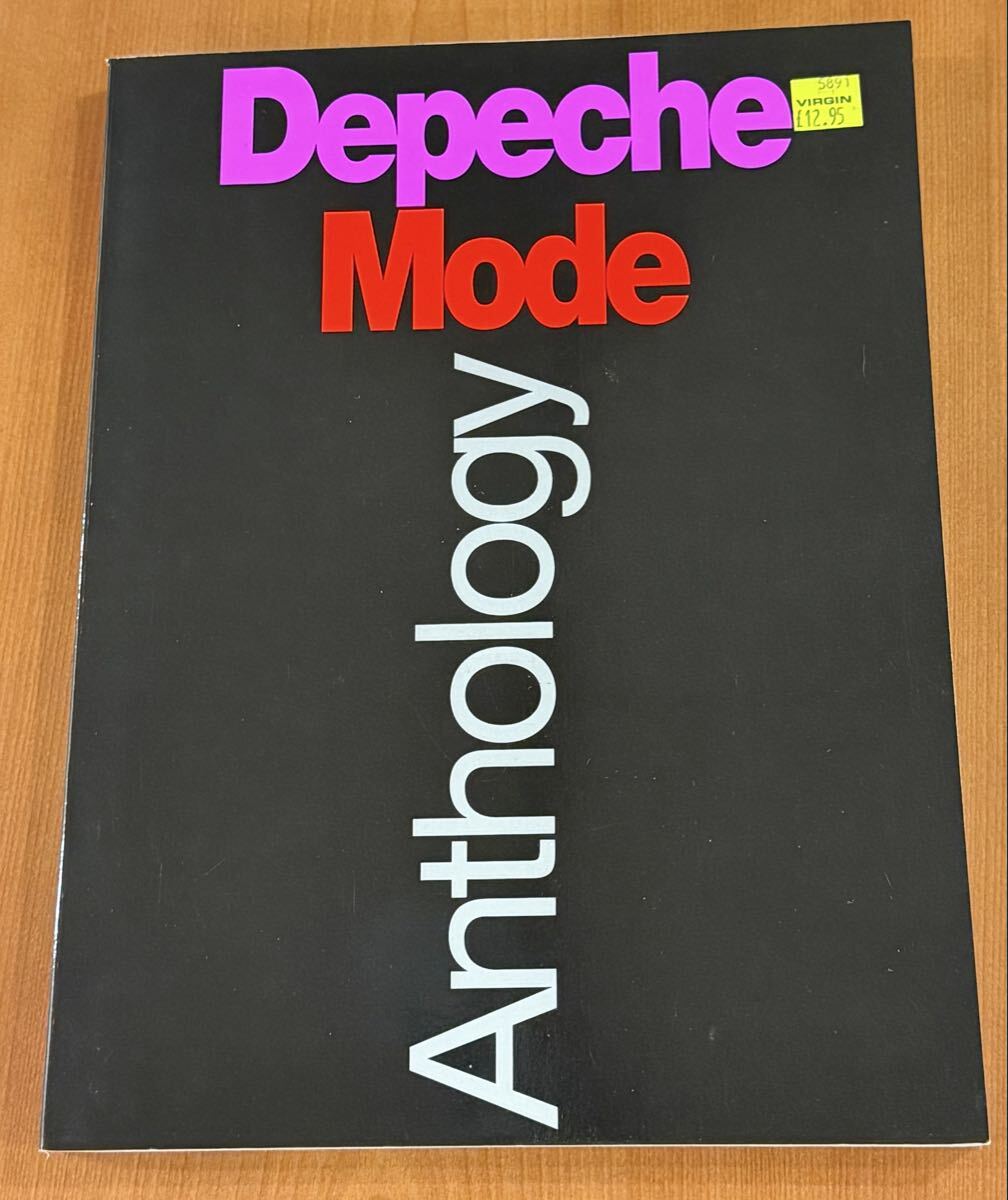 Depeche
5891
VIRGIN
£12.95
Mode
Anthology